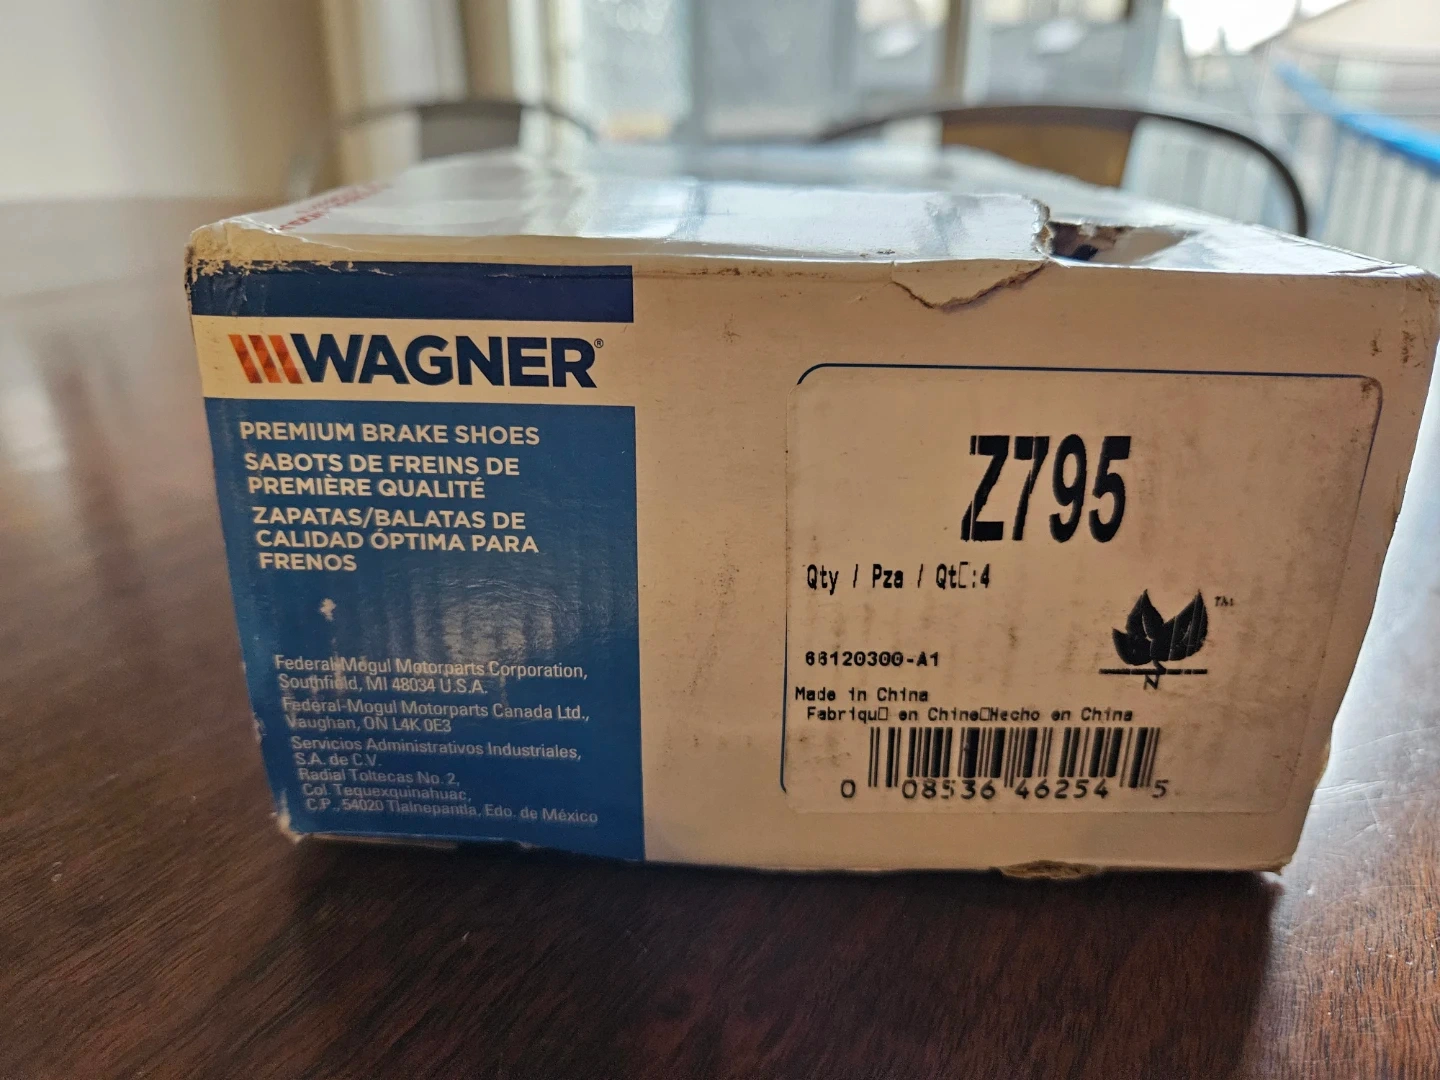 WAGNER®
PREMIUM BRAKE SHOES
SABOTS DE FREINS DE
PREMIÈRE QUALITÉ
ZAPATAS/BALATAS DE
CALIDAD ÓPTIMA PARA
FRENOS
Federal-Mogul Motorparts Corporation,
Southfield, MI 48034 U.S.A.
Federal-Mogul Motorparts Canada Ltd.,
Vaughan, ON L4K 0E3
Servicios Administrativos Industriales,
S.A. de C.V.
Radial Toltecas No. 2,
Col. Tequexquinahuac,
C.P., 54020 Tlalnepantla, Edo. de México
Z795
Qty / Pza / Qt□:4
TM
N
66120300-A1
Made in China
Fabriqu□ en Chine□Hecho en China
0 08536 46254 5